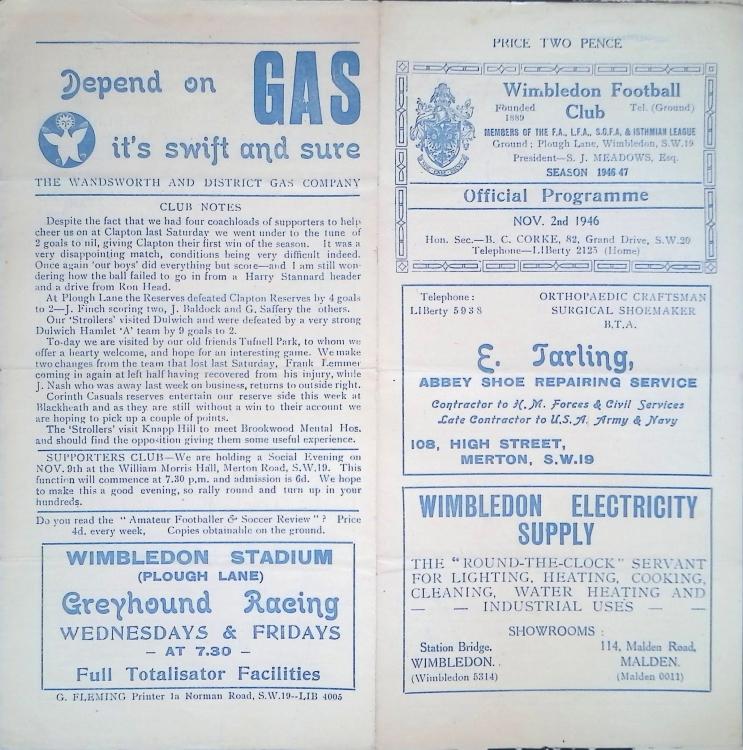 Depend on GAS
it's swift and sure
THE WANDSWORTH AND DISTRICT GAS COMPANY
CLUB NOTES
Despite the fact that we had four coachloads of supporters to help
cheer us on at Clapton last Saturday we went under to the tune of
2 goals to nil, giving Clapton their first win of the season. It was a
very disappointing match, conditions being very difficult indeed.
Once again 'our boys' did everything but score—and I am still won-
dering how the ball failed to go in from a Harry Stannard header
and a drive from Ron Head.
At Plough Lane the Reserves defeated Clapton Reserves by 4 goals
to 2—J. Finch scoring two, J. Baldock and G. Saffery the others.
Our 'Strollers' visited Dulwich and were defeated by a very strong
Dulwich Hamlet 'A' team by 9 goals to 2.
To-day we are visited by our old friends Tufnell Park, to whom we
offer a hearty welcome, and hope for an interesting game. We make
two changes from the team that lost last Saturday, Frank Lemmer
coming in again at left half having recovered from his injury, while
J. Nash who was away last week on business, returns to outside right.
Corinth Casuals reserves entertain our reserve side this week at
Blackheath and as they are still without a win to their account we
are hoping to pick up a couple of points.
The 'Strollers' visit Knapp Hill to meet Brookwood Mental Hos.
and should find the opposition giving them some useful experience.
SUPPORTERS CLUB—We are holding a Social Evening on
NOV. 9th at the William Morris Hall, Merton Road, S.W.19. This
function will commence at 7.30 p.m. and admission is 6d. We hope
to make this a good evening, so rally round and turn up in your
hundreds.
Do you read the "Amateur Footballer & Soccer Review"? Price
4d. every week, Copies obtainable on the ground.
WIMBLEDON STADIUM
(PLOUGH LANE)
Greyhound Racing
WEDNESDAYS & FRIDAYS
— AT 7.30 —
Full Totalisator Facilities
G. FLEMING Printer 1a Norman Road, S.W.19--LIB 4005
PRICE TWO PENCE
Wimbledon Football
Founded 1889 Club Tel. (Ground)
MEMBERS OF THE F.A., L.F.A., S.O.F.A, & ISTHMIAN LEAGUE
Ground; Plough Lane, Wimbledon, S.W.19
President—S. J. MEADOWS, Esq.
SEASON 1946-47
Official Programme
NOV. 2nd 1946
Hon. Sec.—B. C. CORKE, 82, Grand Drive, S.W.20
Telephone—LIBerty 2125 (Home)
Telephone: ORTHOPAEDIC CRAFTSMAN
LIBerty 5938 SURGICAL SHOEMAKER
B.T.A.
E. Tarling,
ABBEY SHOE REPAIRING SERVICE
Contractor to H.M. Forces & Civil Services
Late Contractor to U.S.A. Army & Navy
108, HIGH STREET,
MERTON, S.W.19
WIMBLEDON ELECTRICITY
SUPPLY
THE "ROUND-THE-CLOCK" SERVANT
FOR LIGHTING, HEATING, COOKING,
CLEANING, WATER HEATING AND
— — INDUSTRIAL USES — —
SHOWROOMS:
Station Bridge, 114, Malden Road,
WIMBLEDON. MALDEN.
(Wimbledon 5314) (Malden 0011)